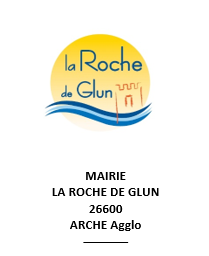 la Roche
de Glun
MAIRIE
LA ROCHE DE GLUN
26600
ARCHE Agglo